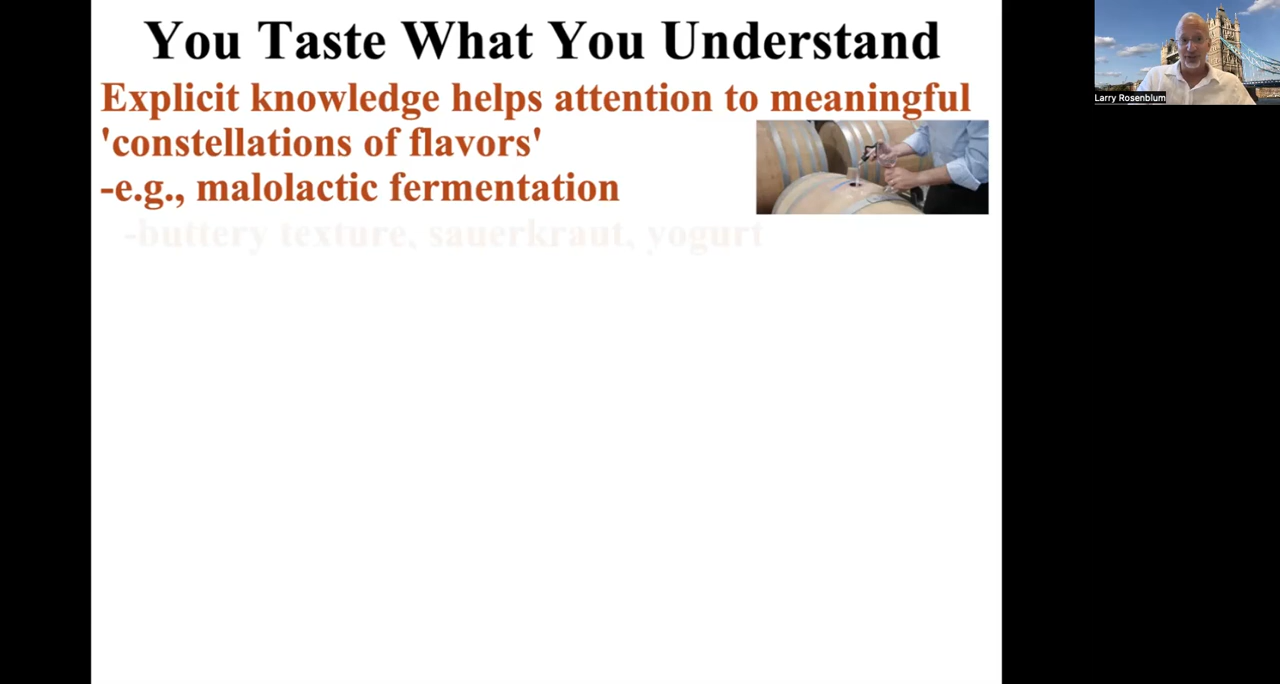 You Taste What You Understand
Explicit knowledge helps attention to meaningful
'constellations of flavors'
-e.g., malolactic fermentation
-buttery texture, sauerkraut, yogurt
Larry Rosenblum